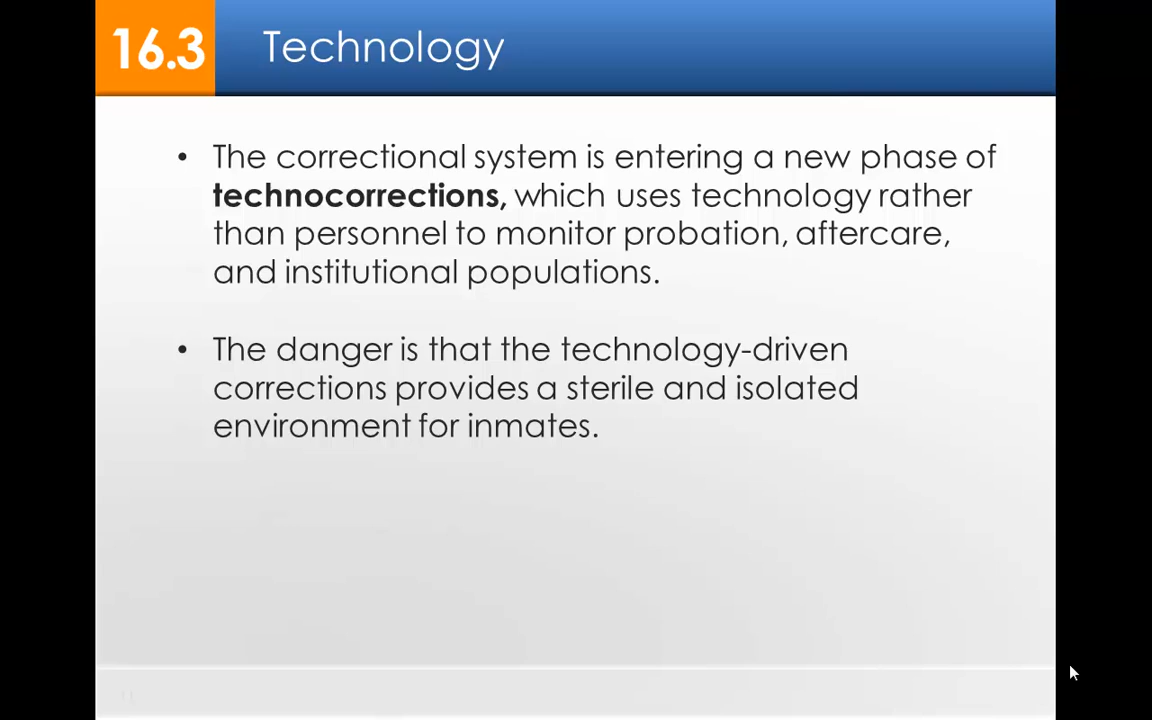 16.3 Technology
• The correctional system is entering a new phase of
technocorrections, which uses technology rather
than personnel to monitor probation, aftercare,
and institutional populations.
• The danger is that the technology-driven
corrections provides a sterile and isolated
environment for inmates.